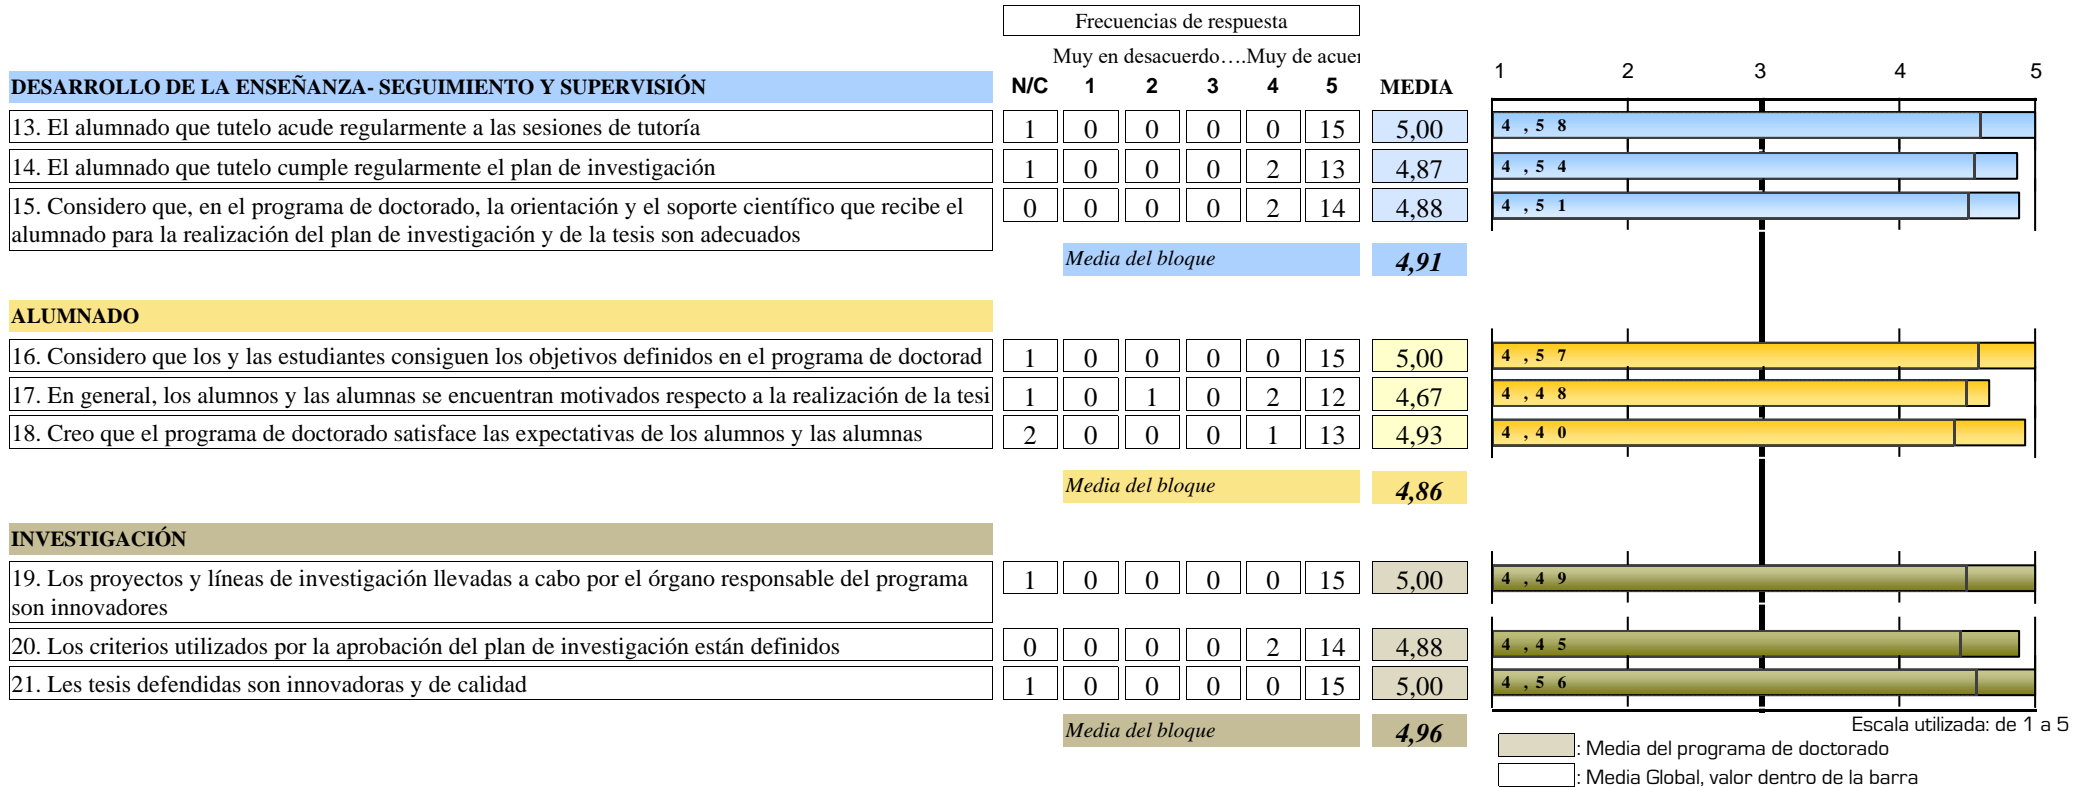 Frecuencias de respuesta
Muy en desacuerdo….Muy de acuer
DESARROLLO DE LA ENSEÑANZA- SEGUIMIENTO Y SUPERVISIÓN N/C 1 2 3 4 5 MEDIA 1 2 3 4 5
13. El alumnado que tutelo acude regularmente a las sesiones de tutoría 1 0 0 0 0 15 5,00 4,58
14. El alumnado que tutelo cumple regularmente el plan de investigación 1 0 0 0 2 13 4,87 4,54
15. Considero que, en el programa de doctorado, la orientación y el soporte científico que recibe el 0 0 0 0 2 14 4,88 4,51
alumnado para la realización del plan de investigación y de la tesis son adecuados
Media del bloque 4,91
ALUMNADO
16. Considero que los y las estudiantes consiguen los objetivos definidos en el programa de doctorad 1 0 0 0 0 15 5,00 4,57
17. En general, los alumnos y las alumnas se encuentran motivados respecto a la realización de la tesi 1 0 1 0 2 12 4,67 4,48
18. Creo que el programa de doctorado satisface las expectativas de los alumnos y las alumnas 2 0 0 0 1 13 4,93 4,40
Media del bloque 4,86
INVESTIGACIÓN
19. Los proyectos y líneas de investigación llevadas a cabo por el órgano responsable del programa 1 0 0 0 0 15 5,00 4,49
son innovadores
20. Los criterios utilizados por la aprobación del plan de investigación están definidos 0 0 0 0 2 14 4,88 4,45
21. Les tesis defendidas son innovadoras y de calidad 1 0 0 0 0 15 5,00 4,56
Media del bloque 4,96
Escala utilizada: de 1 a 5
: Media del programa de doctorado
: Media Global, valor dentro de la barra